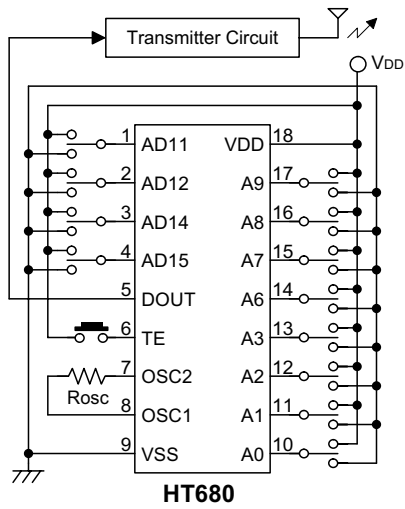 Transmitter Circuit
VDD
1 AD11 VDD 18
2 AD12 A9 17
3 AD14 A8 16
4 AD15 A7 15
5 DOUT A6 14
6 TE A3 13
7 OSC2 A2 12
Rosc
8 OSC1 A1 11
9 VSS A0 10
HT680